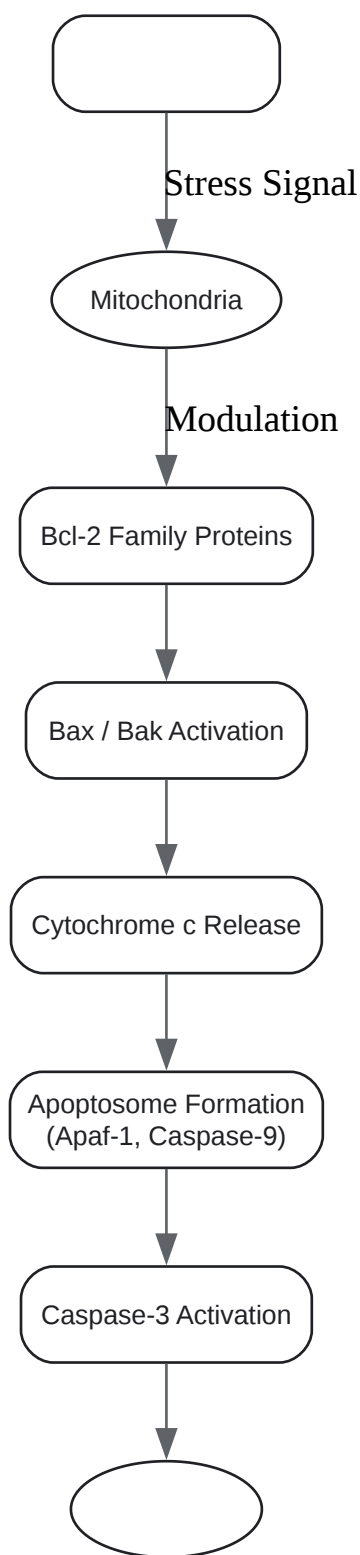 Stress Signal
Mitochondria
Modulation
Bcl-2 Family Proteins
Bax / Bak Activation
Cytochrome c Release
Apoptosome Formation
(Apaf-1, Caspase-9)
Caspase-3 Activation